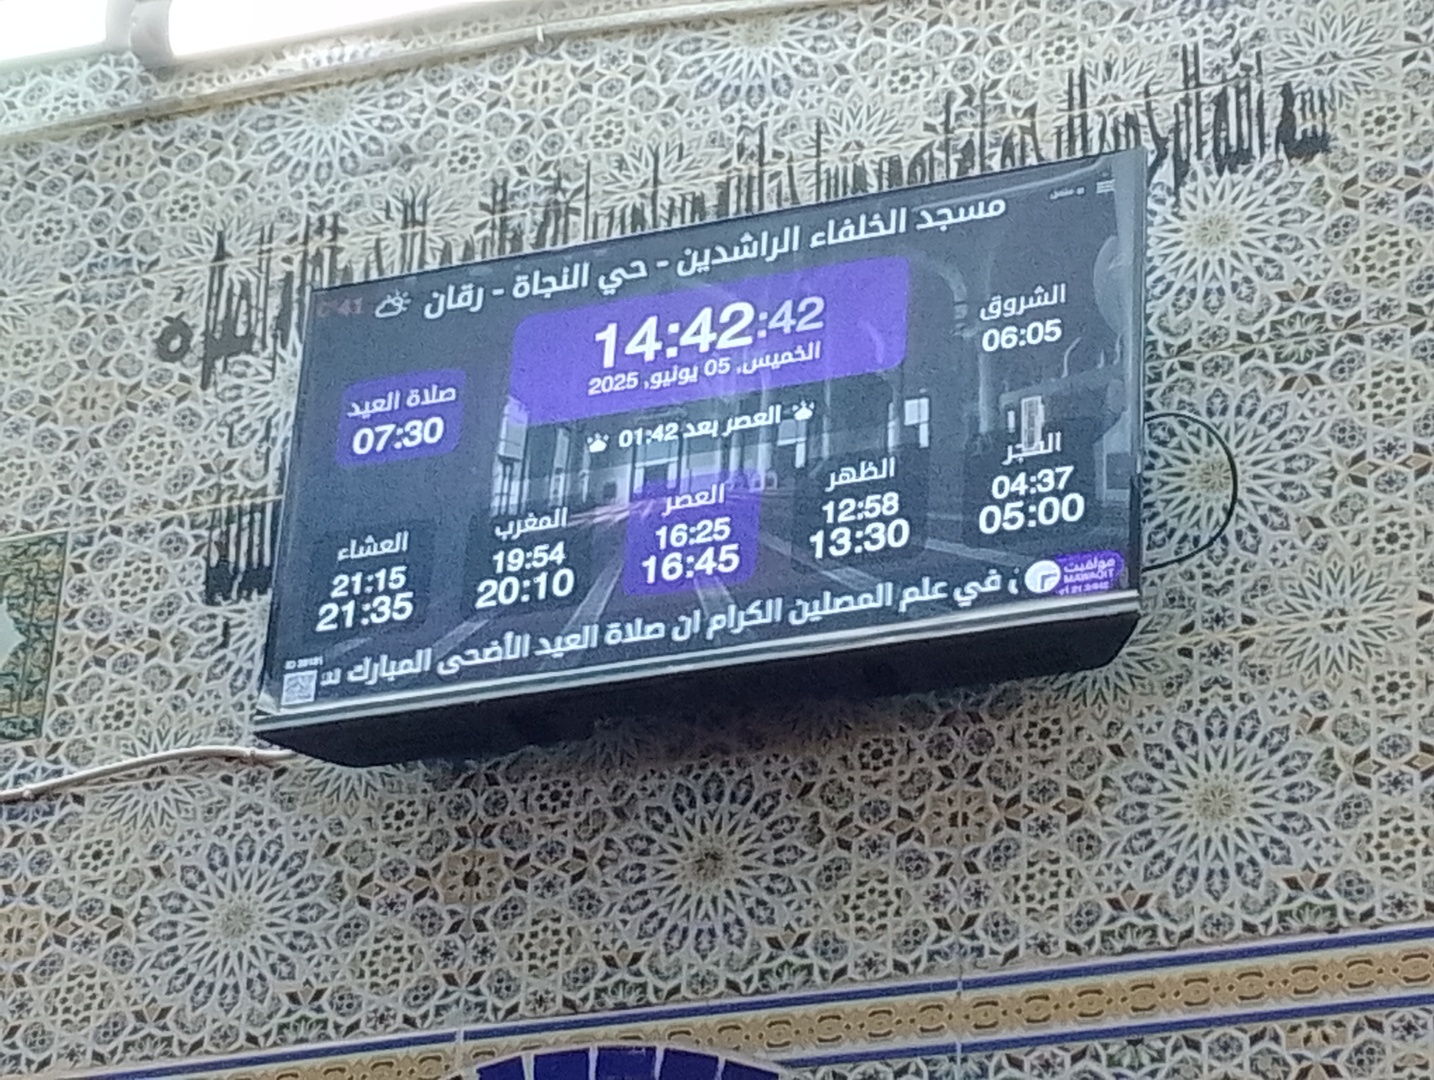 مسجد الخلفاء الراشدين - حي النجاة - رقان
41
14:42:42
الخميس, 05 يونيو, 2025
الشروق
06:05
صلاة العيد
07:30
العصر بعد 01:42
الفجر
04:37
05:00
الظهر
12:58
13:30
العصر
16:25
16:45
المغرب
19:54
20:10
العشاء
21:15
21:35
في علم المصلين الكرام ان صلاة العيد الأضحى المبارك
مواقيت
MAWAQIT